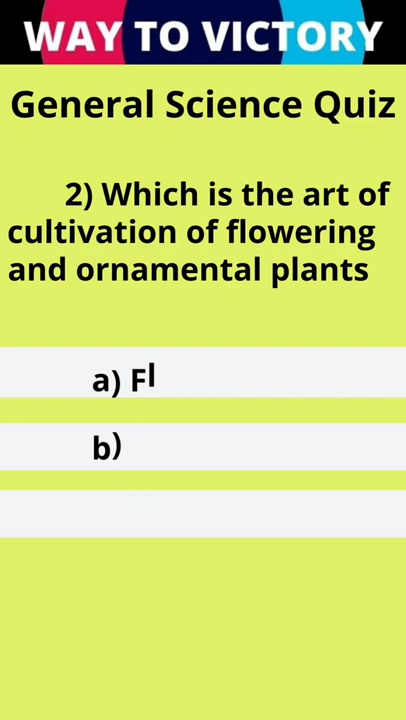 WAY TO VICTORY
General Science Quiz
2) Which is the art of
cultivation of flowering
and ornamental plants
a) Fl
b)